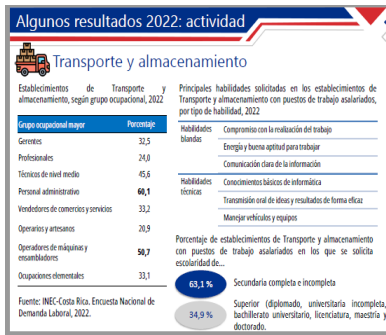 Algunos resultados 2022: actividad
Transporte y almacenamiento
Establecimientos de Transporte y
almacenamiento, según grupo ocupacional, 2022
Grupo ocupacional mayor Porcentaje
Gerentes 32,5
Profesionales 24,0
Técnicos de nivel medio 45,6
Personal administrativo 60,1
Vendedores de comercios y servicios 33,2
Operarios y artesanos 20,9
Operadores de máquinas y
ensambladores 50,7
Ocupaciones elementales 33,1
Fuente: INEC-Costa Rica. Encuesta Nacional de
Demanda Laboral, 2022.
Principales habilidades solicitadas en los establecimientos de
Transporte y almacenamiento con puestos de trabajo asalariados,
por tipo de habilidad, 2022
Habilidades
blandas
Compromiso con la realización del trabajo
Energía y buena aptitud para trabajar
Comunicación clara de la información
Habilidades
técnicas
Conocimientos básicos de informática
Transmisión oral de ideas y resultados de forma eficaz
Manejar vehículos y equipos
Porcentaje de establecimientos de Transporte y almacenamiento
con puestos de trabajo asalariados en los que se solicita
escolaridad de...
63,1 % Secundaria completa e incompleta
34,9 % Superior (diplomado, universitaria incompleta,
bachillerato universitario, licenciatura, maestría y
doctorado.